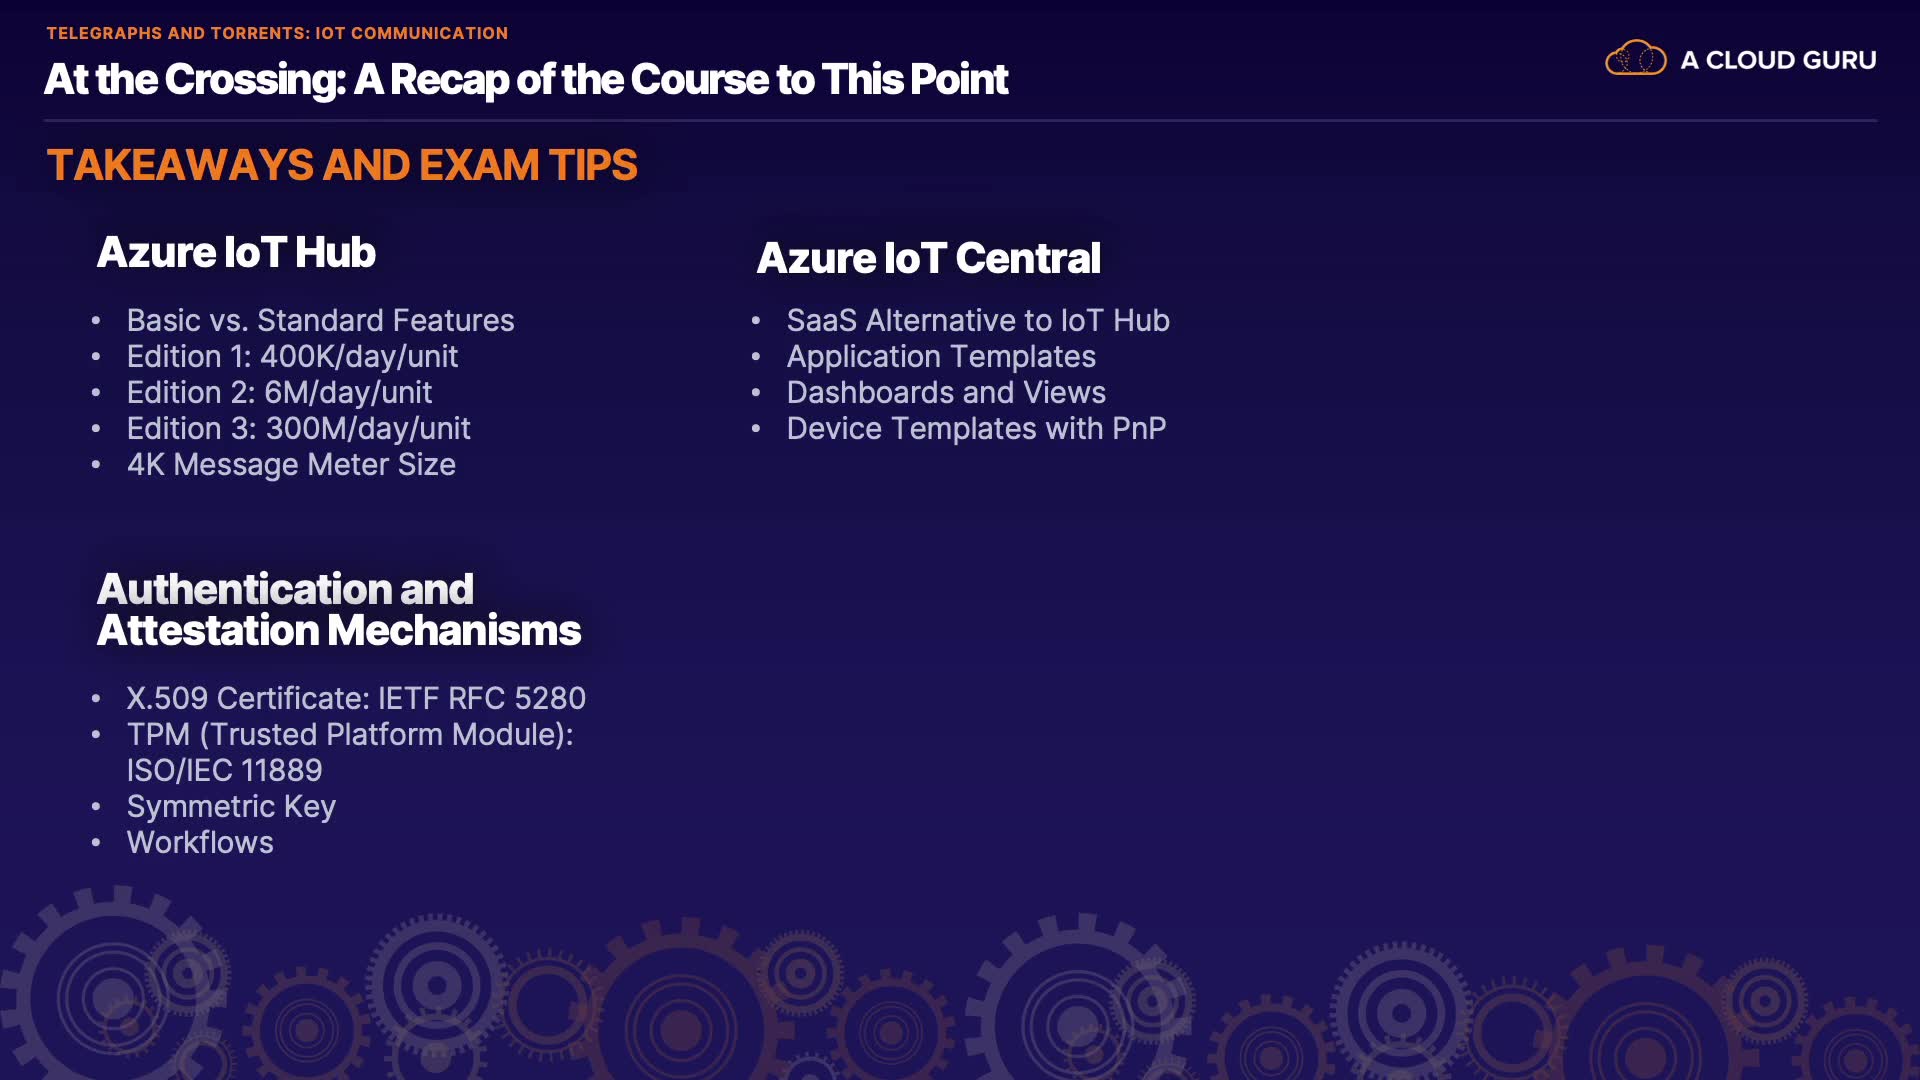 TELEGRAPHS AND TORRENTS: IOT COMMUNICATION
At the Crossing: A Recap of the Course to This Point
A CLOUD GURU
TAKEAWAYS AND EXAM TIPS
Azure IoT Hub
• Basic vs. Standard Features
• Edition 1: 400K/day/unit
• Edition 2: 6M/day/unit
• Edition 3: 300M/day/unit
• 4K Message Meter Size
Azure IoT Central
• SaaS Alternative to IoT Hub
• Application Templates
• Dashboards and Views
• Device Templates with PnP
Authentication and
Attestation Mechanisms
• X.509 Certificate: IETF RFC 5280
• TPM (Trusted Platform Module):
ISO/IEC 11889
• Symmetric Key
• Workflows